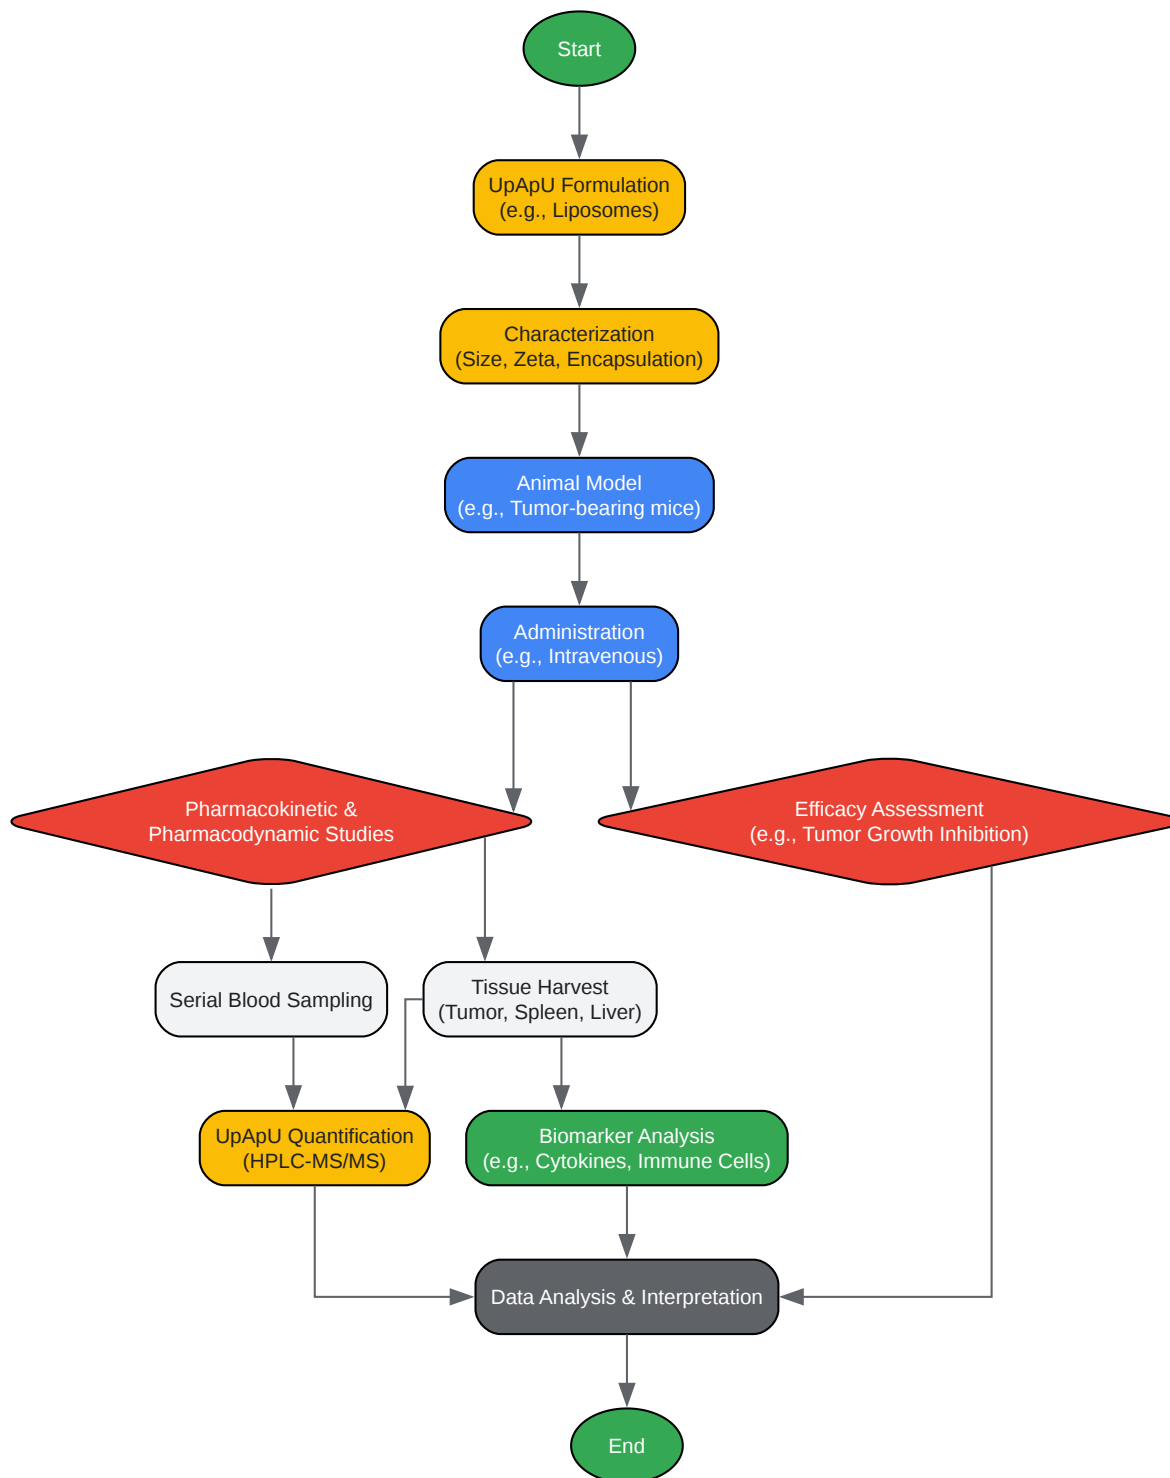 Start
UpApU Formulation
(e.g., Liposomes)
Characterization
(Size, Zeta, Encapsulation)
Animal Model
(e.g., Tumor-bearing mice)
Administration
(e.g., Intravenous)
Pharmacokinetic &
Pharmacodynamic Studies
Efficacy Assessment
(e.g., Tumor Growth Inhibition)
Serial Blood Sampling
Tissue Harvest
(Tumor, Spleen, Liver)
UpApU Quantification
(HPLC-MS/MS)
Biomarker Analysis
(e.g., Cytokines, Immune Cells)
Data Analysis & Interpretation
End